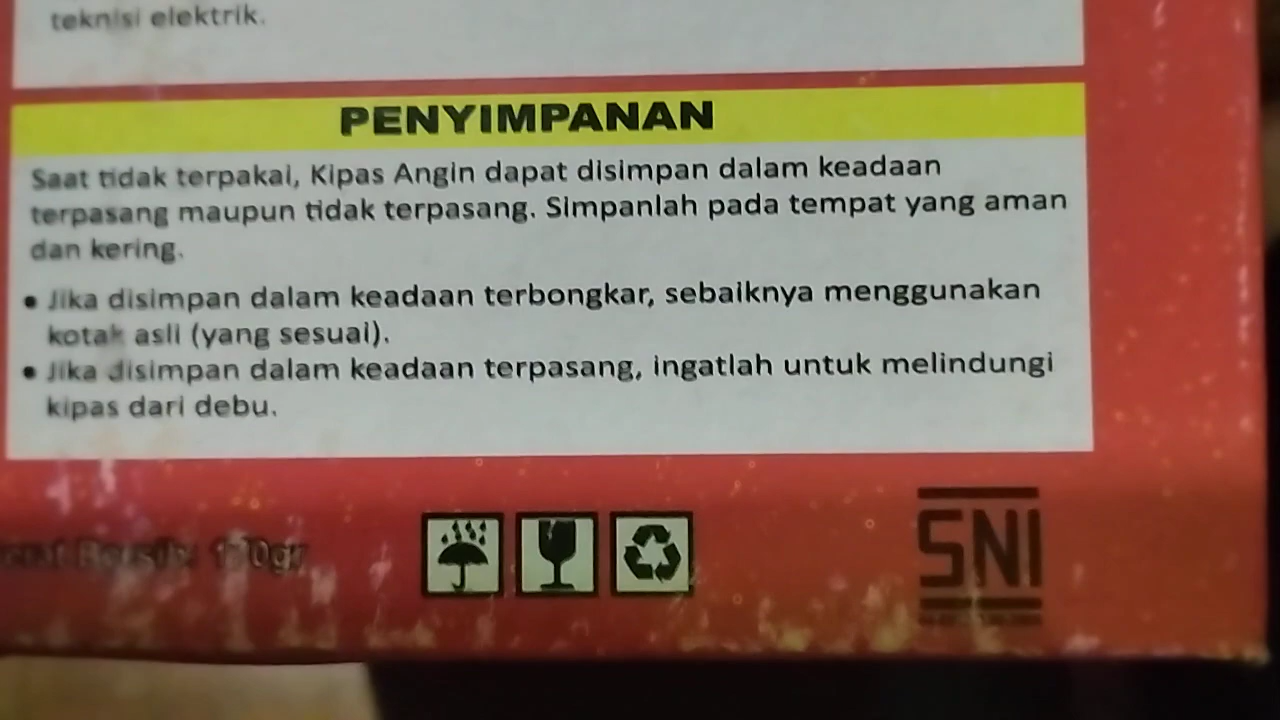 teknisi elektrik.
PENYIMPANAN
Saat tidak terpakai, Kipas Angin dapat disimpan dalam keadaan
terpasang maupun tidak terpasang. Simpanlah pada tempat yang aman
dan kering.
• Jika disimpan dalam keadaan terbongkar, sebaiknya menggunakan
kotak asli (yang sesuai).
• Jika disimpan dalam keadaan terpasang, ingatlah untuk melindungi
kipas dari debu.
SNI